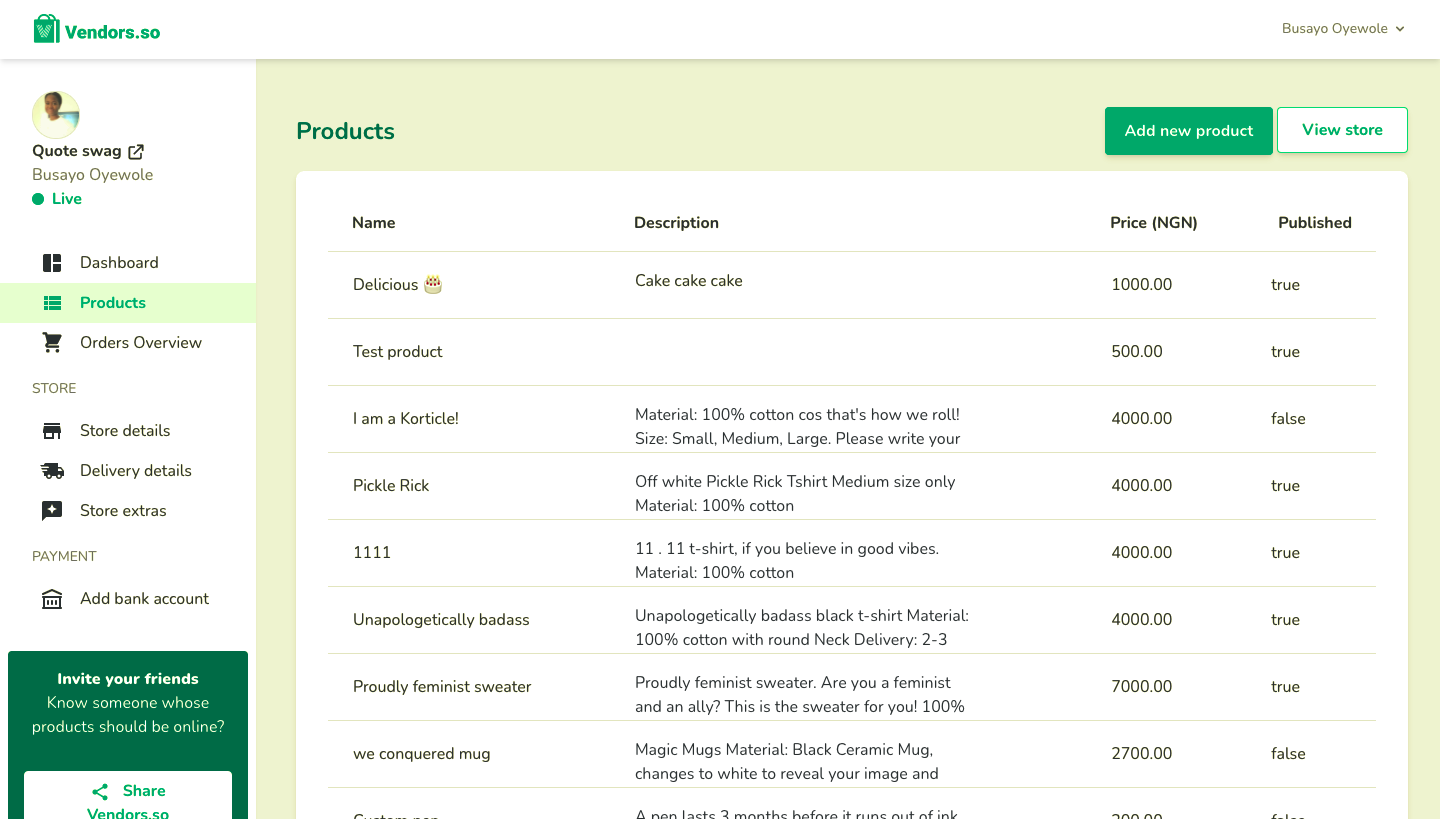 Vendors.so
Busayo Oyewole
Quote swag
Busayo Oyewole
Live
Dashboard
Products
Orders Overview
STORE
Store details
Delivery details
Store extras
PAYMENT
Add bank account
Invite your friends
Know someone whose
products should be online?
Share
Vendors.so
Products
Add new product
View store
Name Description Price (NGN) Published
Delicious 🎂 Cake cake cake 1000.00 true
Test product 500.00 true
I am a Korticle! Material: 100% cotton cos that's how we roll! 4000.00 false
Size: Small, Medium, Large. Please write your
Pickle Rick Off white Pickle Rick Tshirt Medium size only 4000.00 true
Material: 100% cotton
1111 11 . 11 t-shirt, if you believe in good vibes. 4000.00 true
Material: 100% cotton
Unapologetically badass Unapologetically badass black t-shirt Material: 4000.00 true
100% cotton with round Neck Delivery: 2-3
Proudly feminist sweater Proudly feminist sweater. Are you a feminist 7000.00 true
and an ally? This is the sweater for you! 100%
we conquered mug Magic Mugs Material: Black Ceramic Mug, 2700.00 false
changes to white to reveal your image and
Custom pen A pen lasts 3 months before it runs out of ink 200.00 false